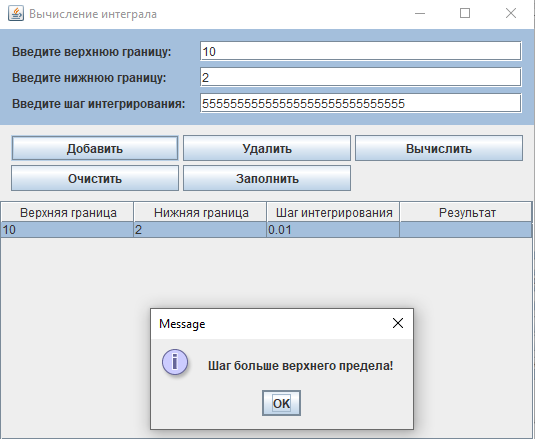 Вычисление интеграла
Введите верхнюю границу: 10
Введите нижнюю границу: 2
Введите шаг интегрирования: 55555555555555555555555555555
Добавить Удалить Вычислить
Очистить Заполнить
Верхняя граница Нижняя граница Шаг интегрирования Результат
10 2 0.01
Message
Шаг больше верхнего предела!
OK